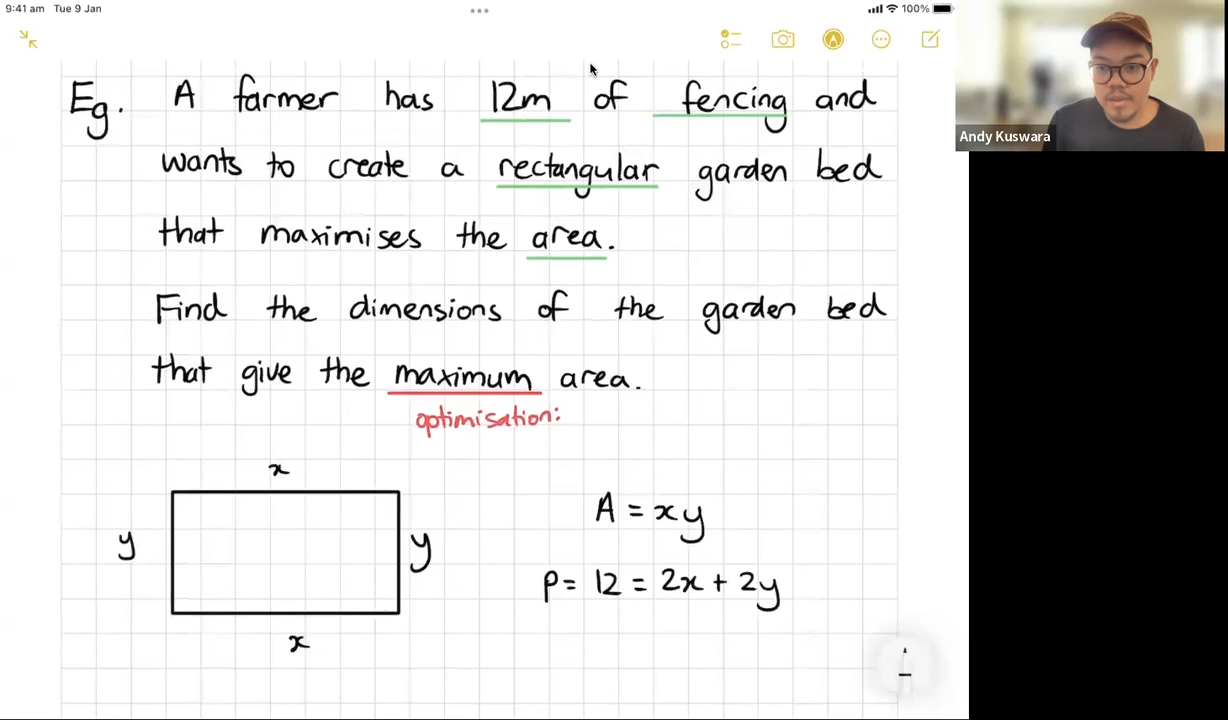 9:41 am Tue 9 Jan
100%
Eg. A farmer has 12m of fencing and
wants to create a rectangular garden bed
that maximises the area.
Find the dimensions of the garden bed
that give the maximum area.
optimisation:
x
y
y
x
A = xy
P = 12 = 2x + 2y
Andy Kuswara